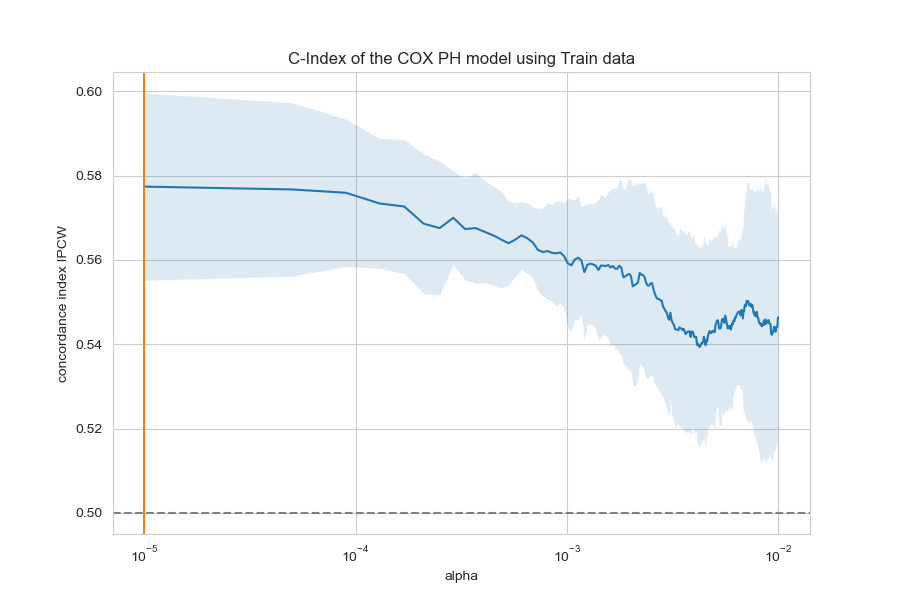 C-Index of the COX PH model using Train data
concordance index IPCW
0.60
0.58
0.56
0.54
0.52
0.50
10⁻⁵ 10⁻⁴ 10⁻³ 10⁻²
alpha